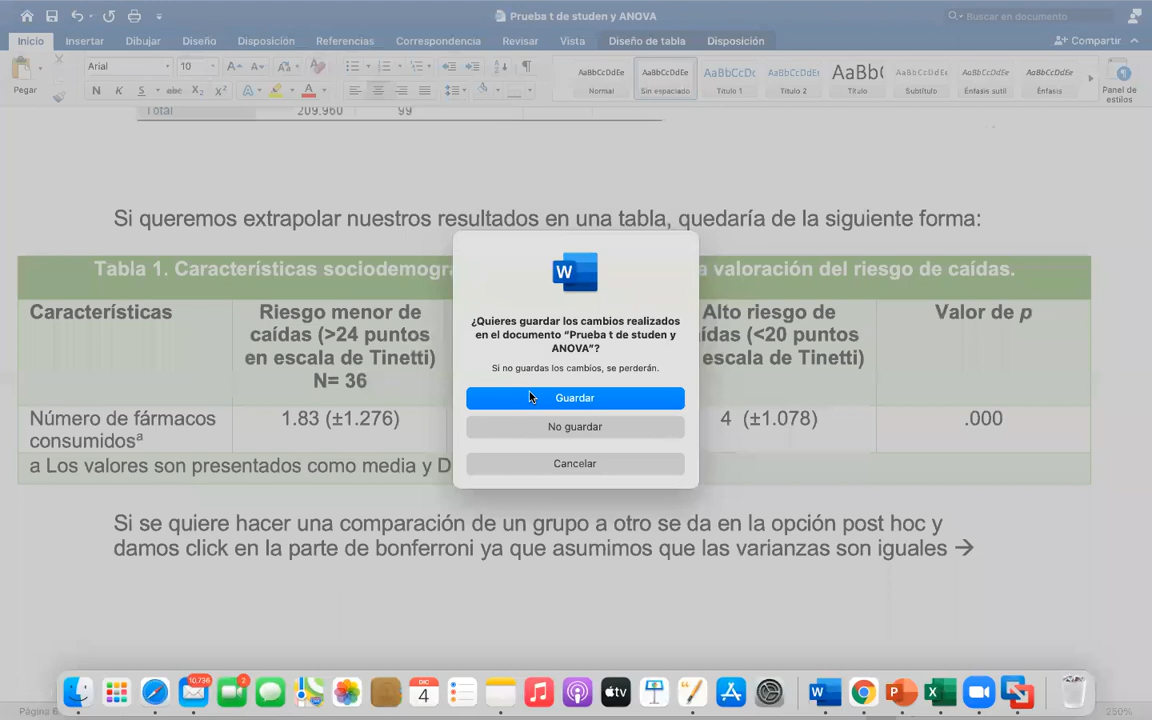 Prueba t de studen y ANOVA
Buscar en documento
Inicio
Insertar
Dibujar
Diseño
Disposición
Referencias
Correspondencia
Revisar
Vista
Diseño de tabla
Disposición
Compartir
Pegar
Arial
10
N K S abc X₂ X²
AaBbCcDdEe
Normal
AaBbCcDdEe
Sin espaciado
AaBbCcDc
Título 1
AaBbCcDdEe
Título 2
AaBb(
Título
AaBbCcDdEe
Subtítulo
AaBbCcDdEe
Énfasis sutil
AaBbCcDdEe
Énfasis
Panel de
estilos
Total 209.960 99
Si queremos extrapolar nuestros resultados en una tabla, quedaría de la siguiente forma:
Tabla 1. Características sociodemogr
a valoración del riesgo de caídas.
Características
Riesgo menor de
caídas (>24 puntos
en escala de Tinetti)
N= 36
Alto riesgo de
ídas (<20 puntos
escala de Tinetti)
Valor de p
Número de fármacos
consumidosª
1.83 (±1.276)
4 (±1.078)
.000
a Los valores son presentados como media y D
Si se quiere hacer una comparación de un grupo a otro se da en la opción post hoc y
damos click en la parte de bonferroni ya que asumimos que las varianzas son iguales →
¿Quieres guardar los cambios realizados
en el documento “Prueba t de studen y
ANOVA”?
Si no guardas los cambios, se perderán.
Guardar
No guardar
Cancelar
10,736
2
DIC
4
tv
Página 6
250%